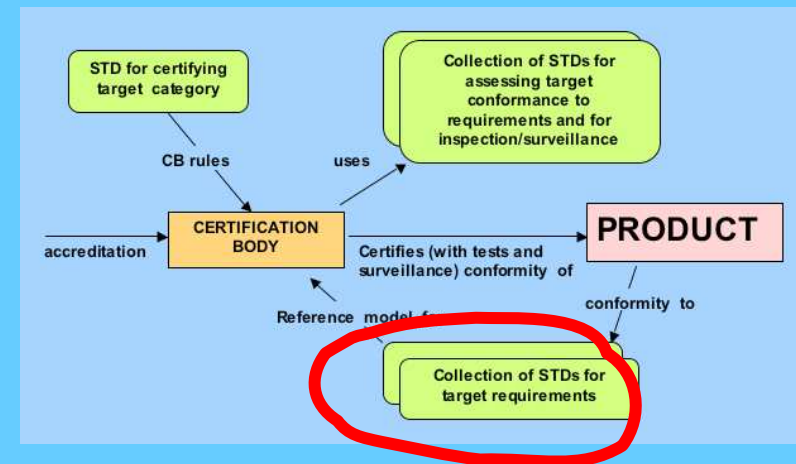 STD for certifying
target category
Collection of STDs for
assessing target
conformance to
requirements and for
inspection/surveillance
CB rules
uses
accreditation
CERTIFICATION
BODY
Certifies (with tests and
surveillance) conformity of
PRODUCT
Reference model
conformity to
Collection of STDs for
target requirements